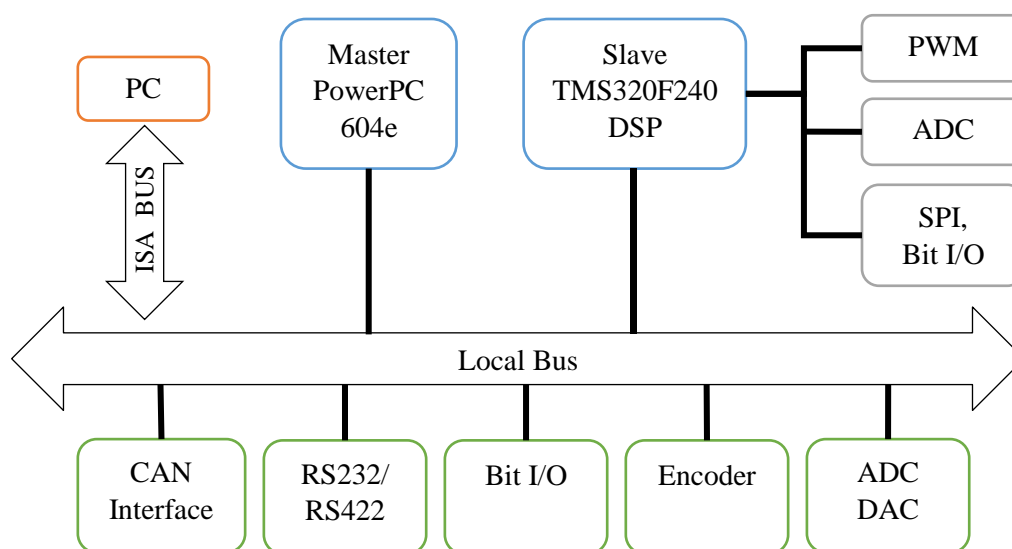 PC
ISA BUS
Master
PowerPC
604e
Slave
TMS320F240
DSP
PWM
ADC
SPI,
Bit I/O
Local Bus
CAN
Interface
RS232/
RS422
Bit I/O
Encoder
ADC
DAC